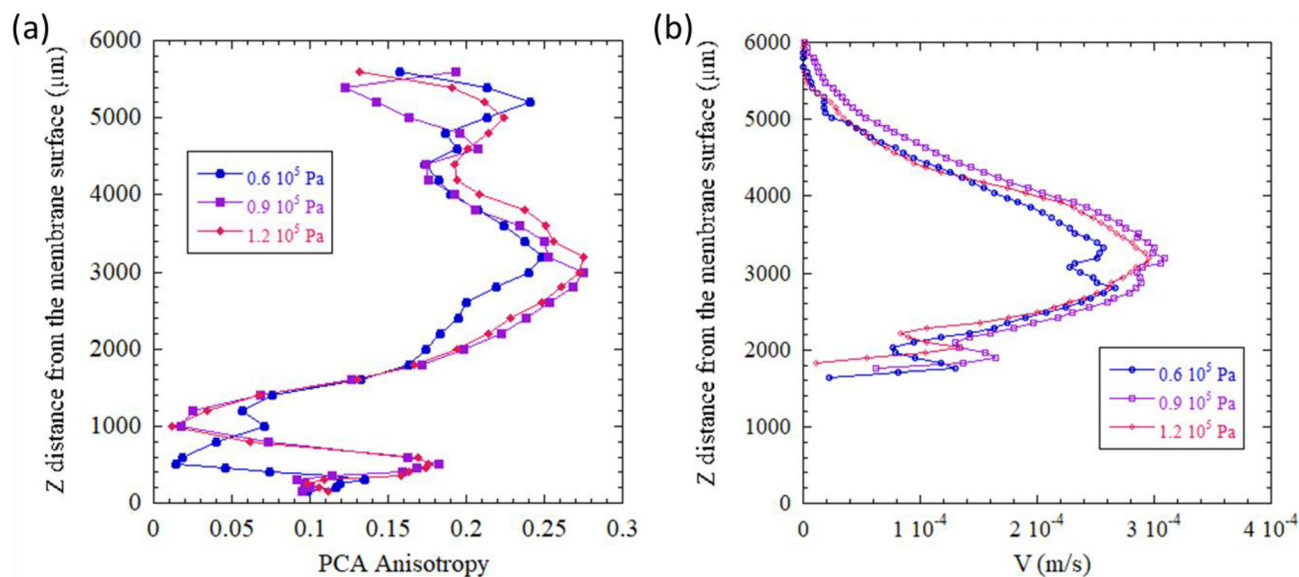 (a)
Z distance from the membrane surface (μm)
6000
5000
4000
3000
2000
1000
0
0.6 10⁵ Pa
0.9 10⁵ Pa
1.2 10⁵ Pa
0 0.05 0.1 0.15 0.2 0.25 0.3
PCA Anisotropy
(b)
Z distance from the membrane surface (μm)
6000
5000
4000
3000
2000
1000
0
0.6 10⁵ Pa
0.9 10⁵ Pa
1.2 10⁵ Pa
0 1 10⁻⁴ 2 10⁻⁴ 3 10⁻⁴ 4 10⁻⁴
V (m/s)